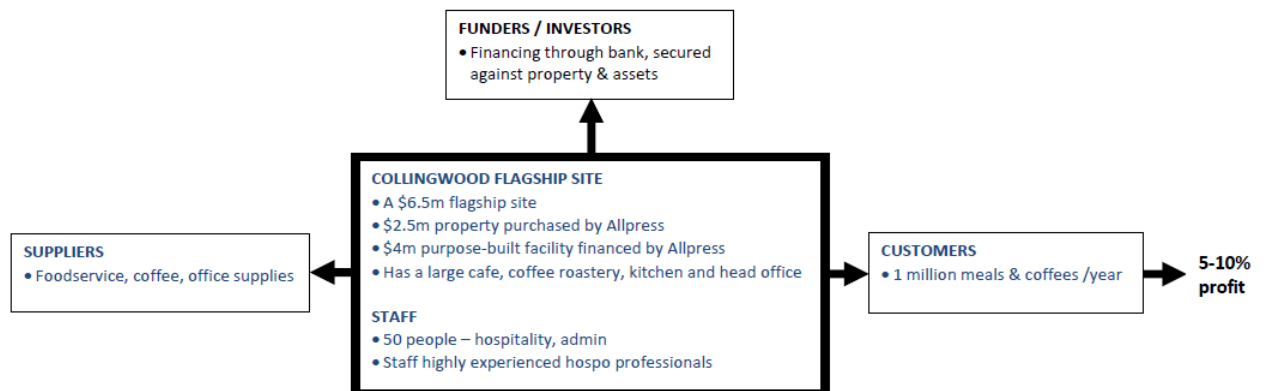 FUNDERS / INVESTORS
• Financing through bank, secured
against property & assets
COLLINGWOOD FLAGSHIP SITE
• A $6.5m flagship site
• $2.5m property purchased by Allpress
• $4m purpose-built facility financed by Allpress
• Has a large cafe, coffee roastery, kitchen and head office
STAFF
• 50 people – hospitality, admin
• Staff highly experienced hospo professionals
SUPPLIERS
• Foodservice, coffee, office supplies
CUSTOMERS
• 1 million meals & coffees /year
5-10%
profit